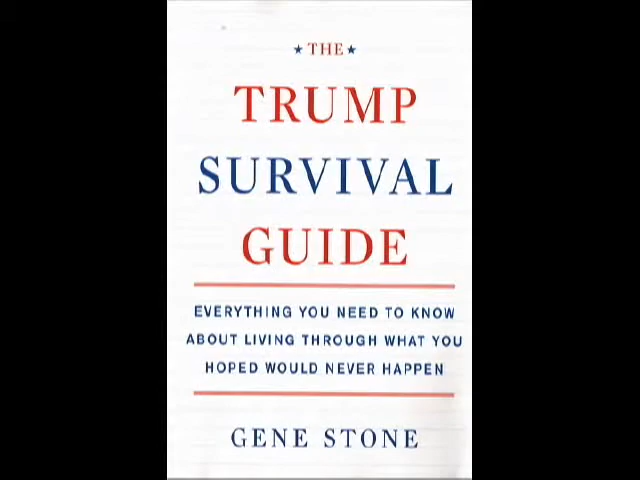 ★ THE ★
TRUMP
SURVIVAL
GUIDE
EVERYTHING YOU NEED TO KNOW
ABOUT LIVING THROUGH WHAT YOU
HOPED WOULD NEVER HAPPEN
GENE STONE